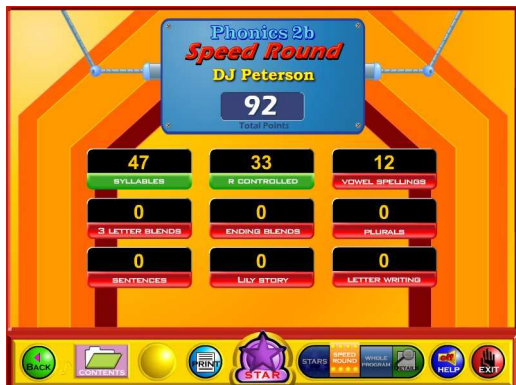 Phonics 2b
Speed Round
DJ Peterson
92
Total Points
47 33 12
SYLLABLES R CONTROLLED VOWEL SPELLINGS
0 0 0
3 LETTER BLENDS ENDING BLENDS PLURALS
0 0 0
SENTENCES LILY STORY LETTER WRITING
BACK CONTENTS PRINT STAR STARS SPEED ROUND WHOLE PROGRAM off HELP EXIT